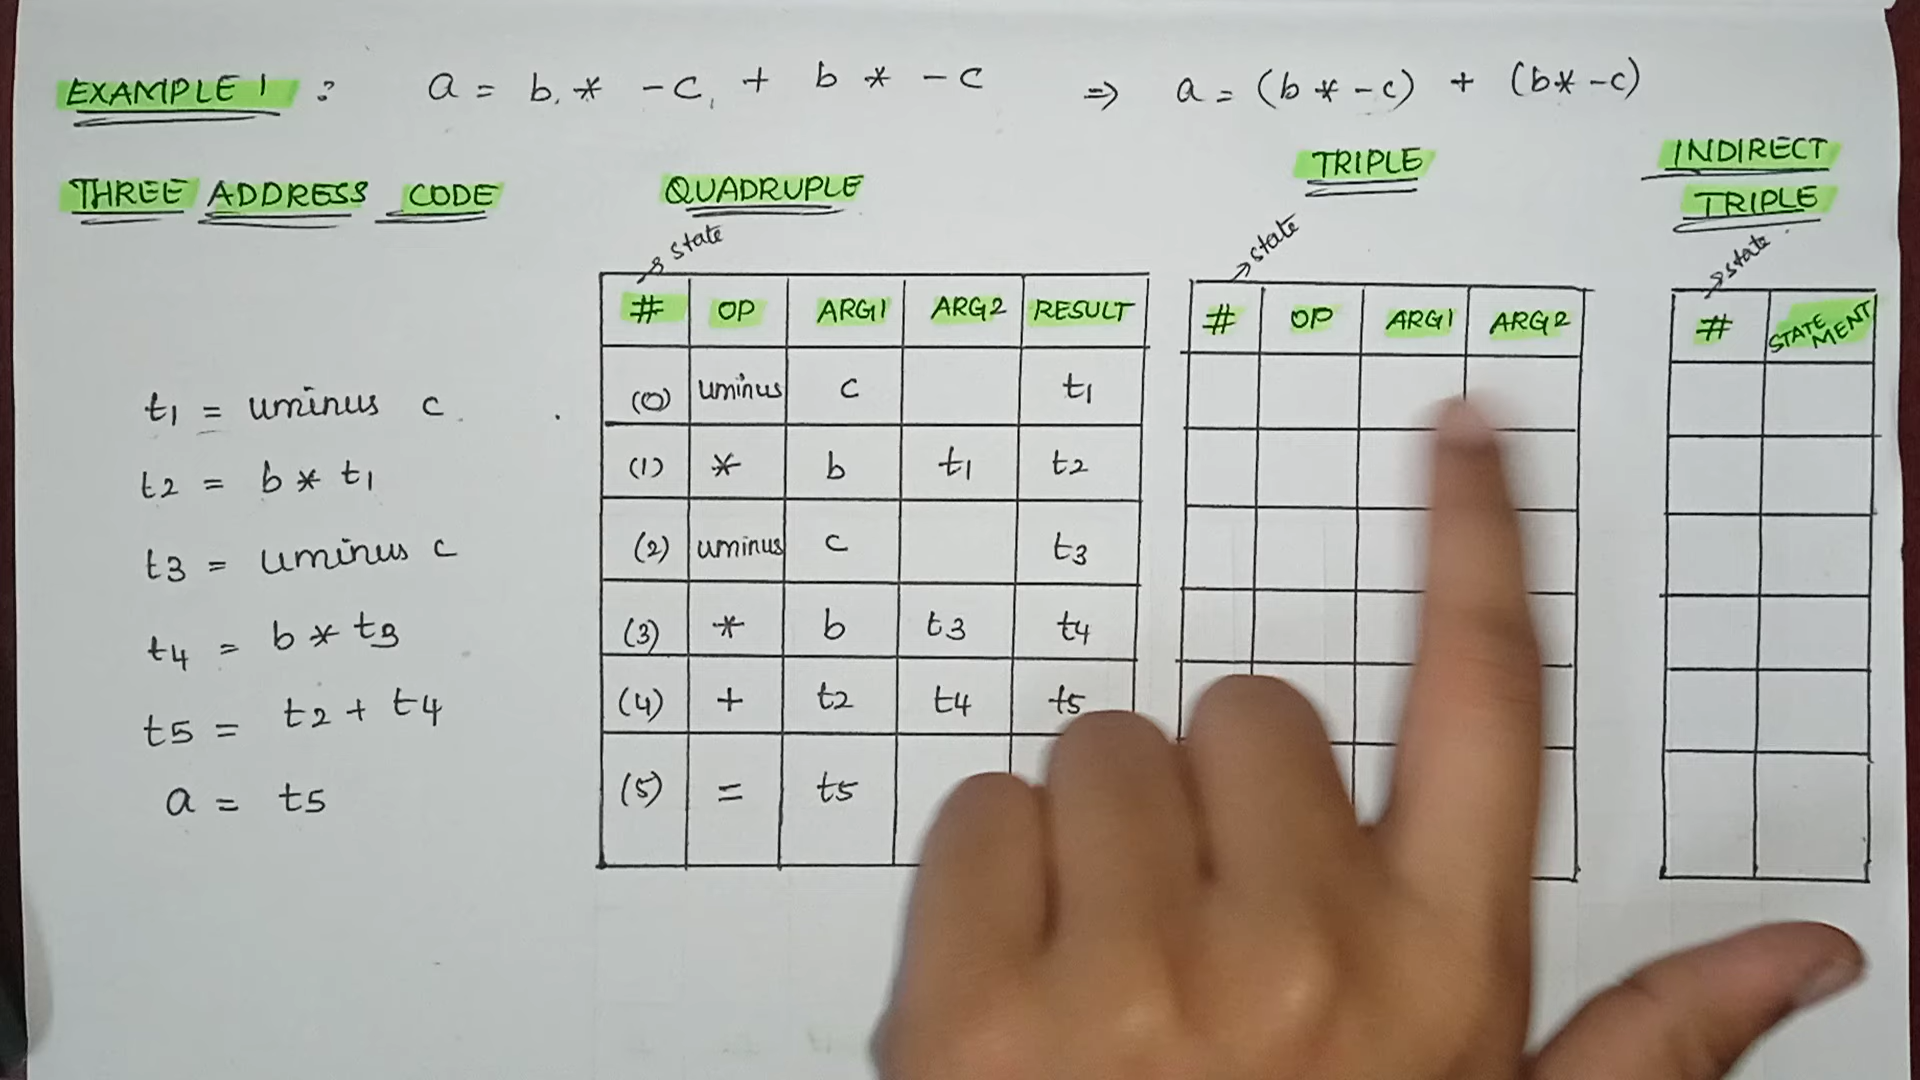 EXAMPLE 1 : a = b * -c + b * -c => a = (b * -c) + (b * -c)
THREE ADDRESS CODE
t1 = uminus c
t2 = b * t1
t3 = uminus c
t4 = b * t3
t5 = t2 + t4
a = t5
QUADRUPLE
state
# OP ARG1 ARG2 RESULT
(0) uminus c t1
(1) * b t1 t2
(2) uminus c t3
(3) * b t3 t4
(4) + t2 t4 t5
(5) = t5
TRIPLE
state
# OP ARG1 ARG2
INDIRECT
TRIPLE
state
# STATEMENT